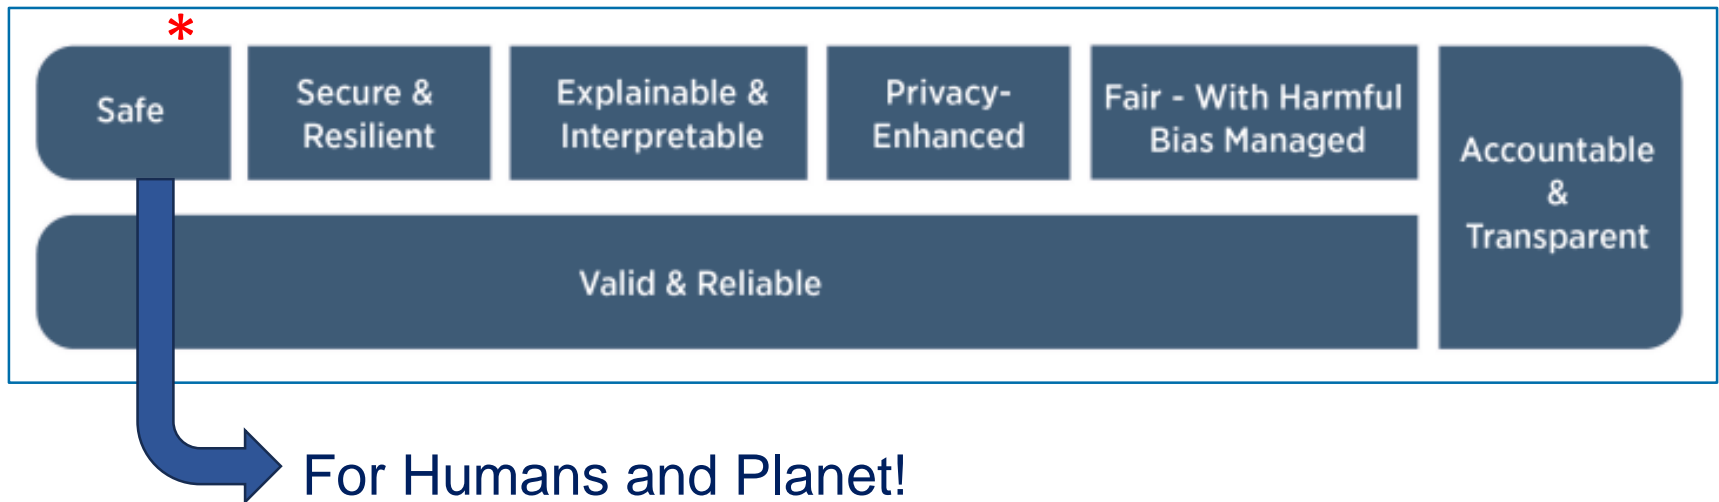 *
Safe
Secure &
Resilient
Explainable &
Interpretable
Privacy-
Enhanced
Fair - With Harmful
Bias Managed
Accountable
&
Transparent
Valid & Reliable
For Humans and Planet!